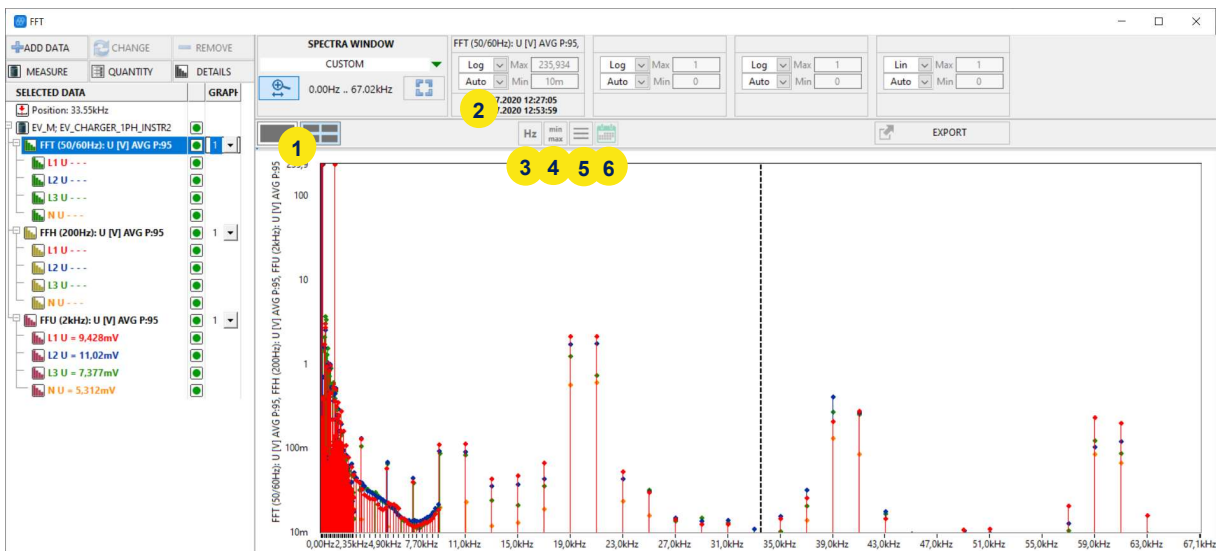 FFT
ADD DATA CHANGE REMOVE
MEASURE QUANTITY DETAILS
SELECTED DATA GRAPH
Position: 33.55kHz
EV_M; EV_CHARGER_1PH_INSTR2
FFT (50/60Hz): U [V] AVG P:95 1
L1 U - - -
L2 U - - -
L3 U - - -
N U - - -
FFH (200Hz): U [V] AVG P:95 1
L1 U - - -
L2 U - - -
L3 U - - -
N U - - -
FFU (2kHz): U [V] AVG P:95 1
L1 U = 9,428mV
L2 U = 11,02mV
L3 U = 7,377mV
N U = 5,312mV
SPECTRA WINDOW
CUSTOM
0.00Hz .. 67.02kHz
FFT (50/60Hz): U [V] AVG P:95,
Log Max 235,934
Auto Min 10m
.7.2020 12:27:05
.7.2020 12:53:59
Log Max 1
Auto Min 0
Log Max 1
Auto Min 0
Lin Max 1
Auto Min 0
Hz min max EXPORT
1
2
3
4
5
6
FFT (50/60Hz): U [V] AVG P:95, FFH (200Hz): U [V] AVG P:95, FFU (2kHz): U [V] AVG P:95
100
10
1
100m
10m
0,00Hz 2,35kHz 4,90kHz 7,70kHz 11,0kHz 15,0kHz 19,0kHz 23,0kHz 27,0kHz 31,0kHz 35,0kHz 39,0kHz 43,0kHz 47,0kHz 51,0kHz 55,0kHz 59,0kHz 63,0kHz 67,1kHz